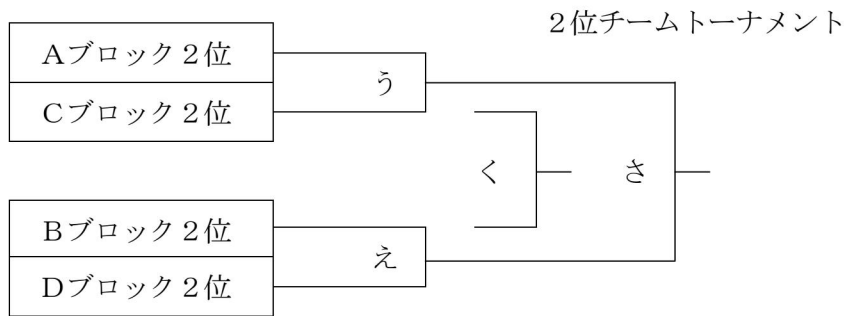 ２位チームトーナメント
Aブロック２位
う
Cブロック２位
く
さ
Bブロック２位
え
Dブロック２位